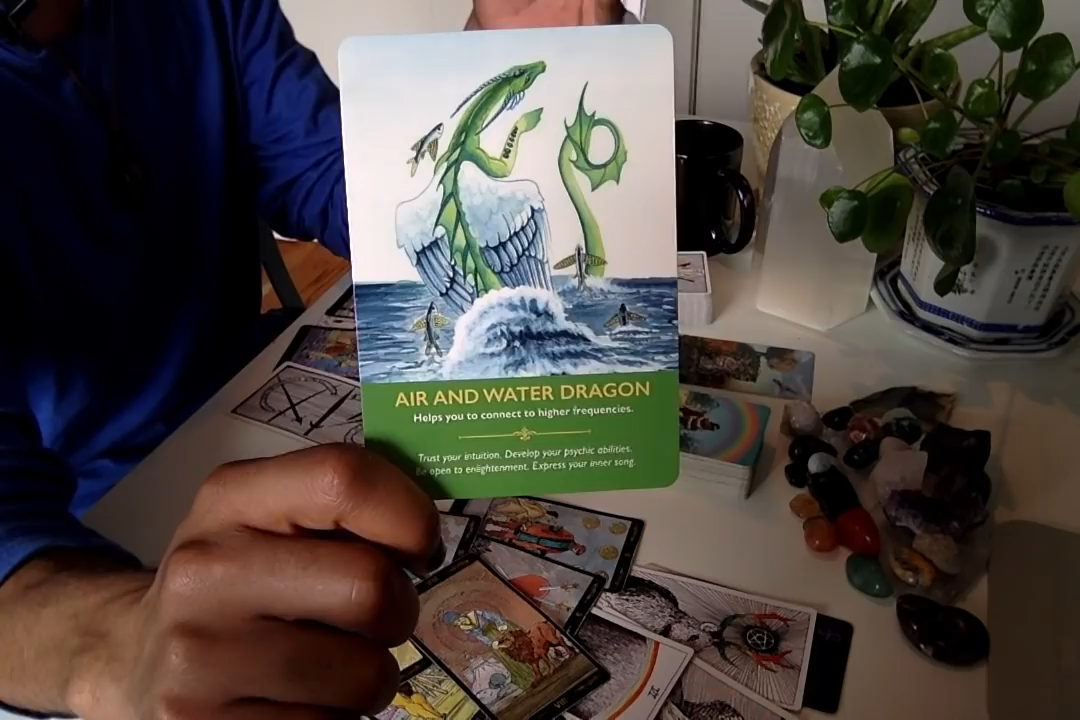 AIR AND WATER DRAGON
Helps you to connect to higher frequencies.
Trust your intuition. Develop your psychic abilities.
Be open to enlightenment. Express your inner song.